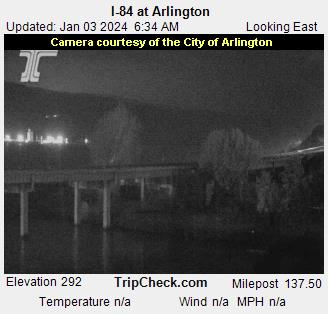 I-84 at Arlington
Updated: Jan 03 2024 6:34 AM Looking East
Camera courtesy of the City of Arlington
Elevation 292 TripCheck.com Milepost 137.50
Temperature n/a Wind n/a MPH n/a